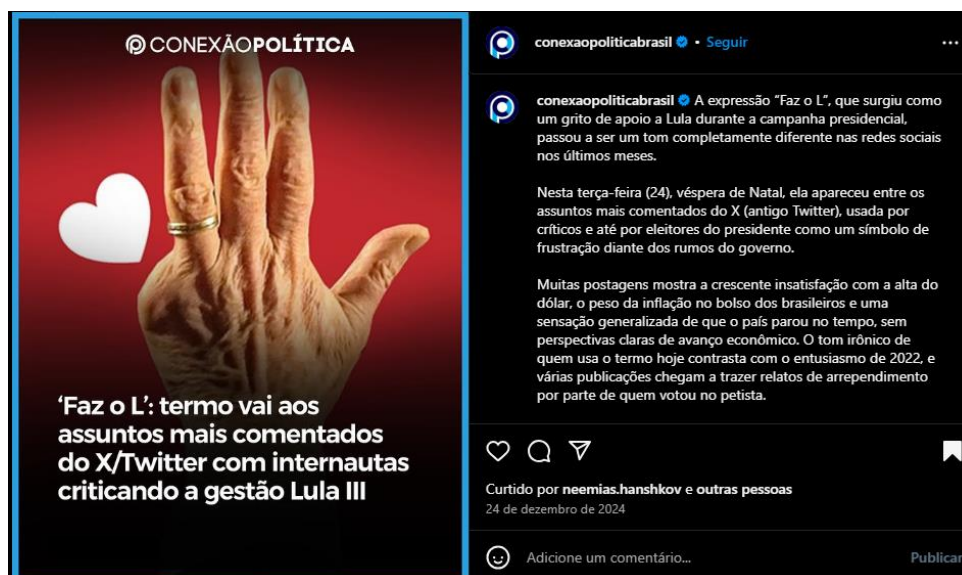 CONEXÃOPOLÍTICA
'Faz o L': termo vai aos
assuntos mais comentados
do X/Twitter com internautas
criticando a gestão Lula III
conexaopoliticabrasil • Seguir
conexaopoliticabrasil A expressão “Faz o L”, que surgiu como
um grito de apoio a Lula durante a campanha presidencial,
passou a ser um tom completamente diferente nas redes sociais
nos últimos meses.
Nesta terça-feira (24), véspera de Natal, ela apareceu entre os
assuntos mais comentados do X (antigo Twitter), usada por
críticos e até por eleitores do presidente como um símbolo de
frustração diante dos rumos do governo.
Muitas postagens mostra a crescente insatisfação com a alta do
dólar, o peso da inflação no bolso dos brasileiros e uma
sensação generalizada de que o país parou no tempo, sem
perspectivas claras de avanço econômico. O tom irônico de
quem usa o termo hoje contrasta com o entusiasmo de 2022, e
várias publicações chegam a trazer relatos de arrependimento
por parte de quem votou no petista.
Curtido por neemias.hanshkov e outras pessoas
24 de dezembro de 2024
Adicione um comentário... Publicar